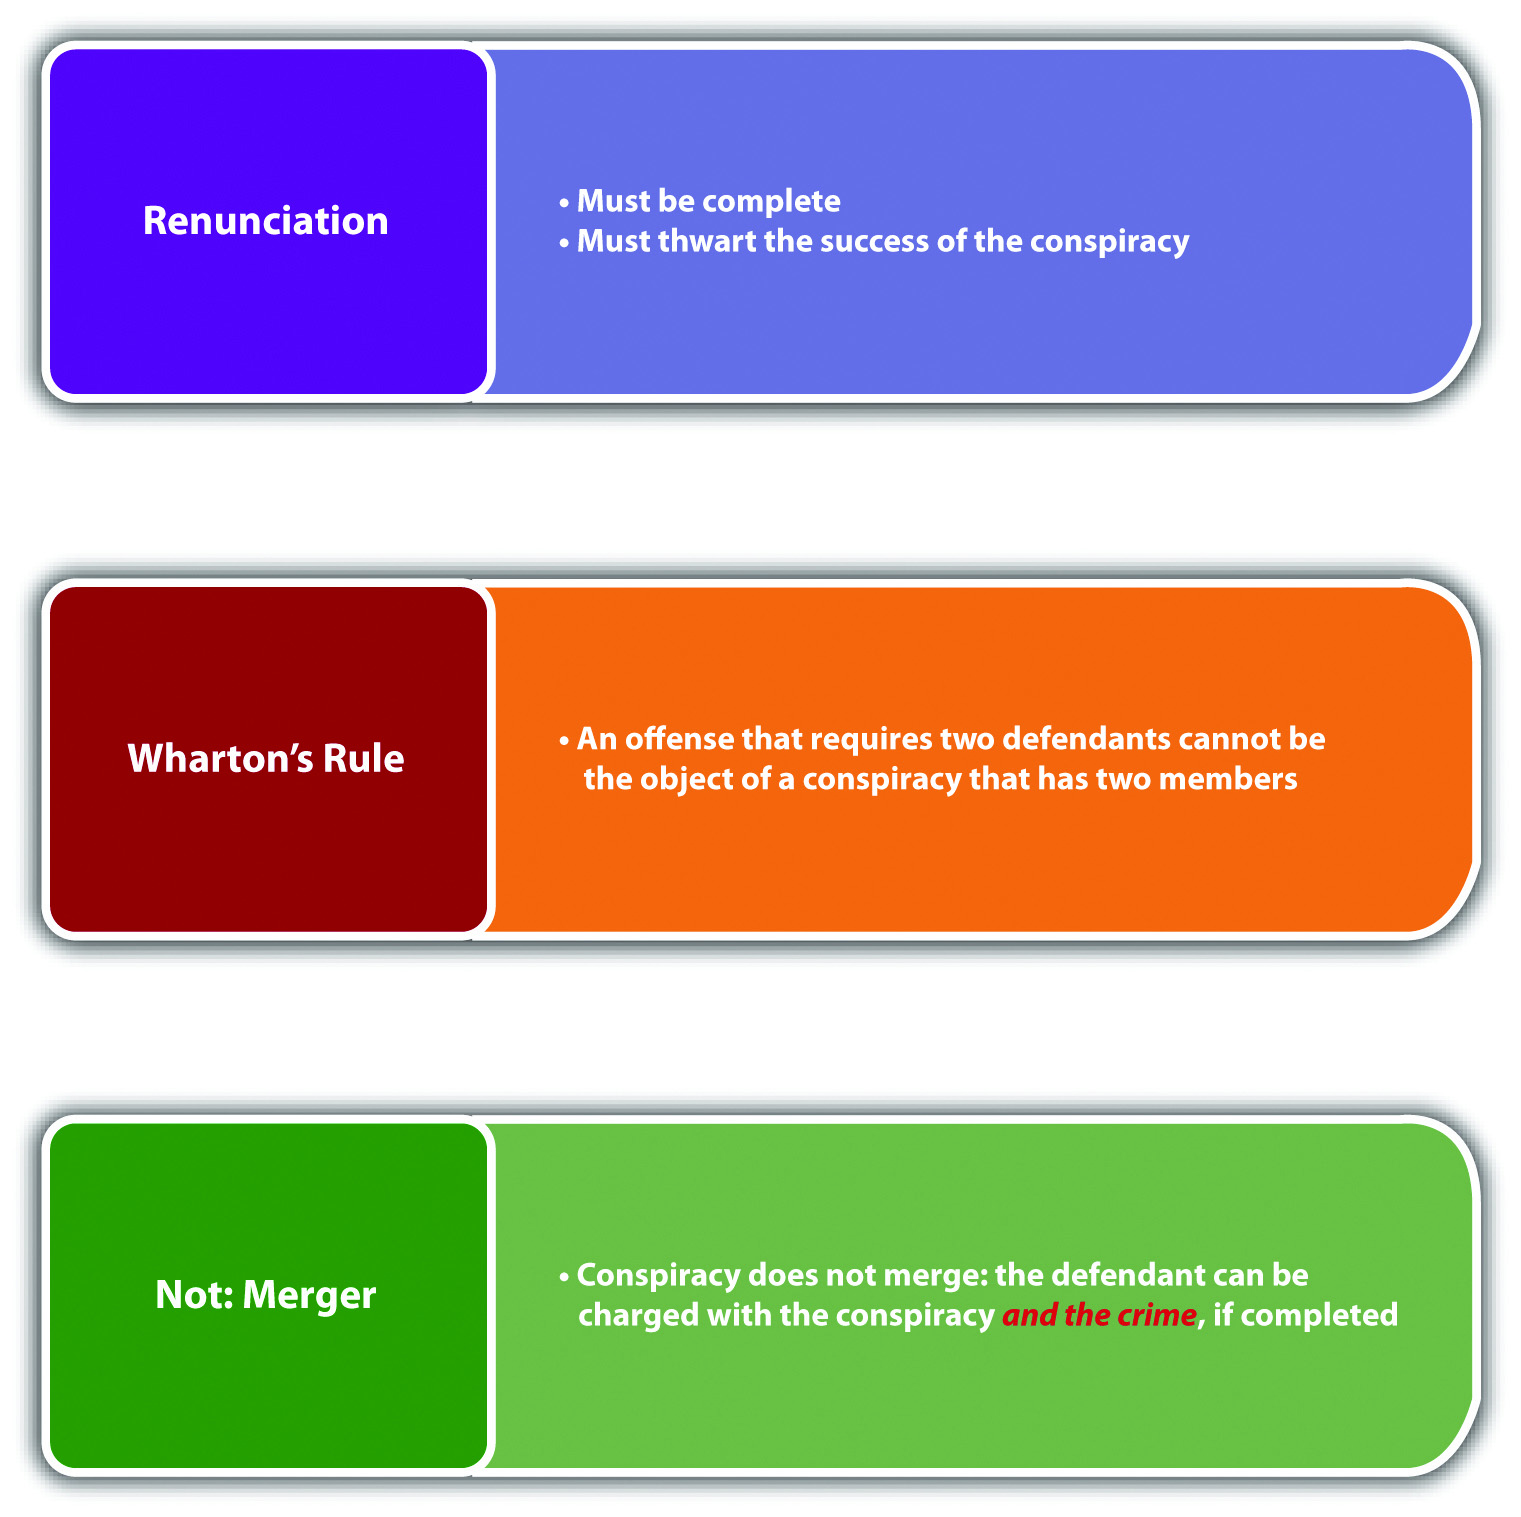 Renunciation
• Must be complete
• Must thwart the success of the conspiracy
Wharton’s Rule
• An offense that requires two defendants cannot be
the object of a conspiracy that has two members
Not: Merger
• Conspiracy does not merge: the defendant can be
charged with the conspiracy and the crime, if completed